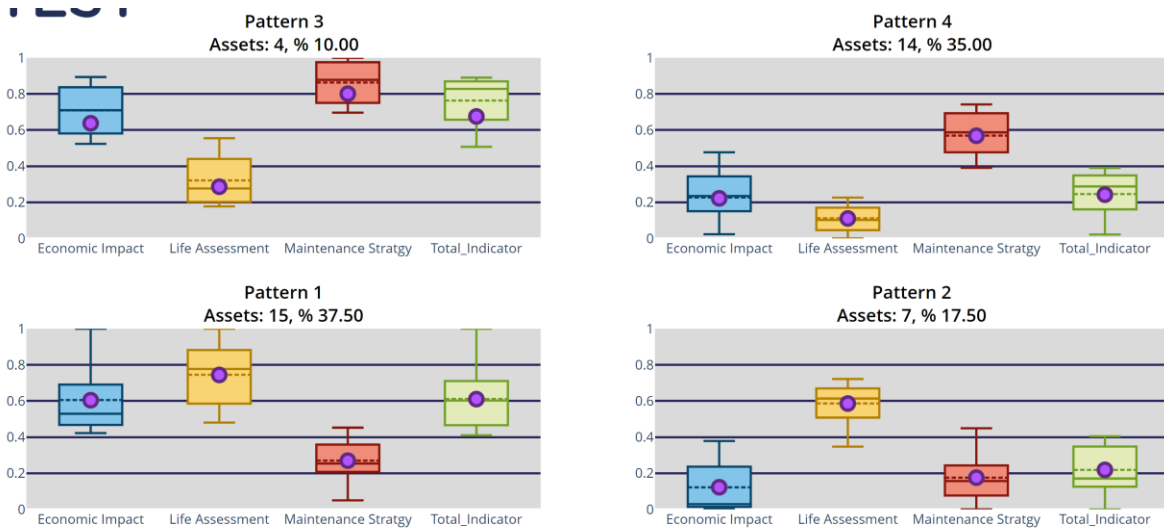 TEST
Pattern 3
Assets: 4, % 10.00
Pattern 4
Assets: 14, % 35.00
1
0.8
0.6
0.4
0.2
0
Economic Impact Life Assessment Maintenance Stratgy Total_Indicator
1
0.8
0.6
0.4
0.2
0
Economic Impact Life Assessment Maintenance Stratgy Total_Indicator
Pattern 1
Assets: 15, % 37.50
Pattern 2
Assets: 7, % 17.50
1
0.8
0.6
0.4
0.2
0
Economic Impact Life Assessment Maintenance Stratgy Total_Indicator
1
0.8
0.6
0.4
0.2
0
Economic Impact Life Assessment Maintenance Stratgy Total_Indicator